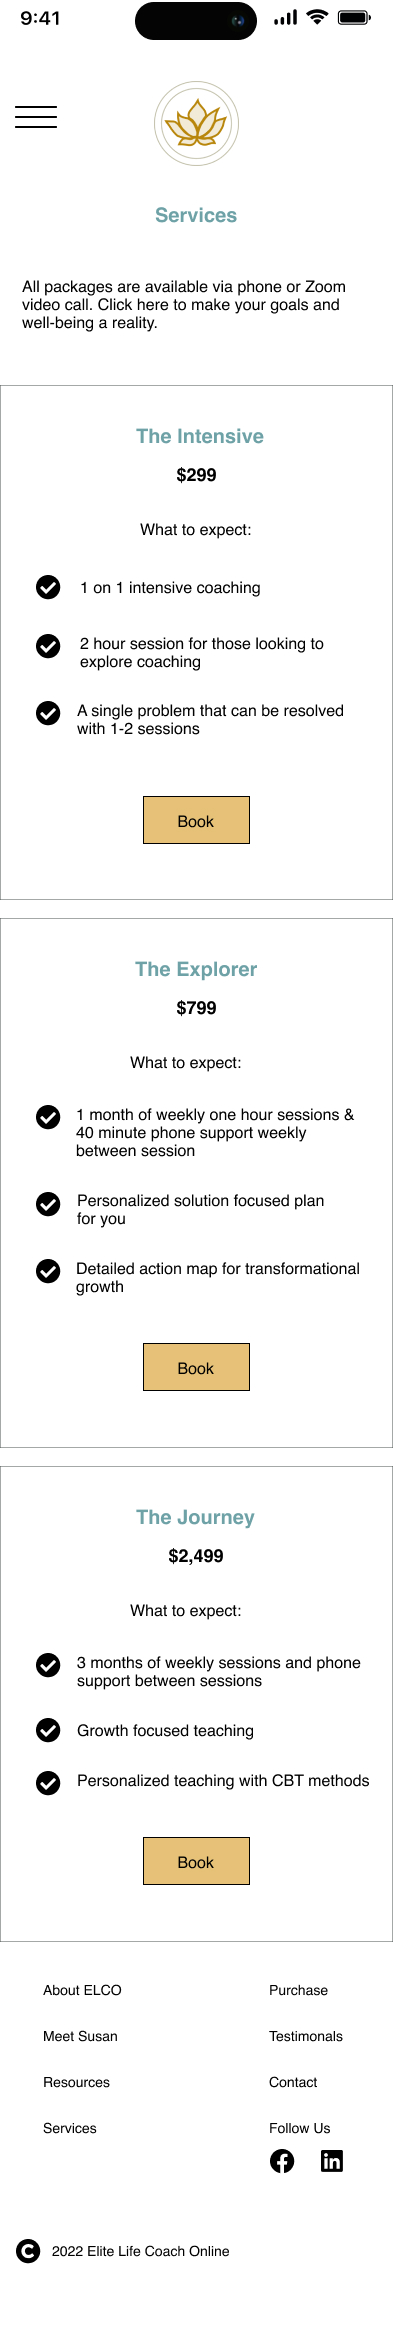 9:41
Services
All packages are available via phone or Zoom
video call. Click here to make your goals and
well-being a reality.
The Intensive
$299
What to expect:
1 on 1 intensive coaching
2 hour session for those looking to
explore coaching
A single problem that can be resolved
with 1-2 sessions
Book
The Explorer
$799
What to expect:
1 month of weekly one hour sessions &
40 minute phone support weekly
between session
Personalized solution focused plan
for you
Detailed action map for transformational
growth
Book
The Journey
$2,499
What to expect:
3 months of weekly sessions and phone
support between sessions
Growth focused teaching
Personalized teaching with CBT methods
Book
About ELCO
Purchase
Meet Susan
Testimonals
Resources
Contact
Services
Follow Us
2022 Elite Life Coach Online